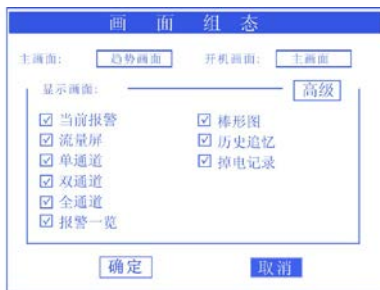 画 面 组 态
主画面: 趋势画面 开机画面: 主画面
显示画面: 高级
当前报警 棒形图
流量屏 历史追忆
单通道 掉电记录
双通道
全通道
报警一览
确定 取消